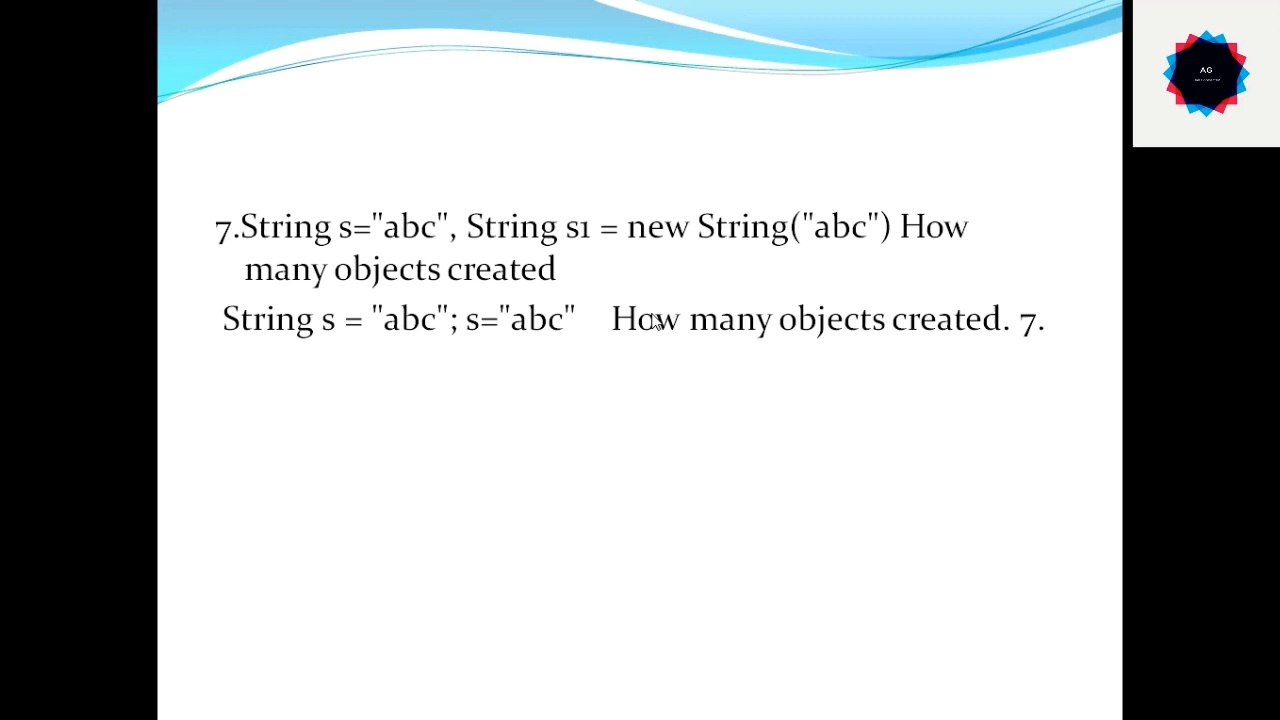 7.String s="abc", String s1 = new String("abc") How
many objects created
String s = "abc"; s="abc" How many objects created. 7.
AG